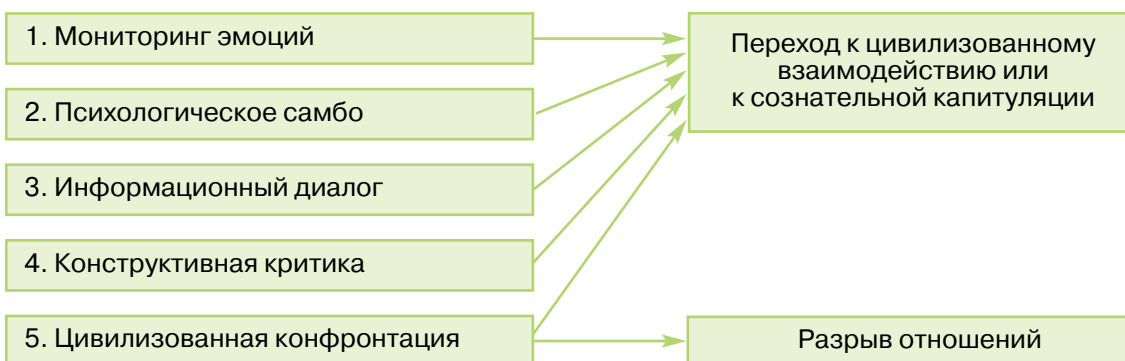 1. Мониторинг эмоций
2. Психологическое самбо
3. Информационный диалог
4. Конструктивная критика
5. Цивилизованная конфронтация
Переход к цивилизованному
взаимодействию или
к сознательной капитуляции
Разрыв отношений